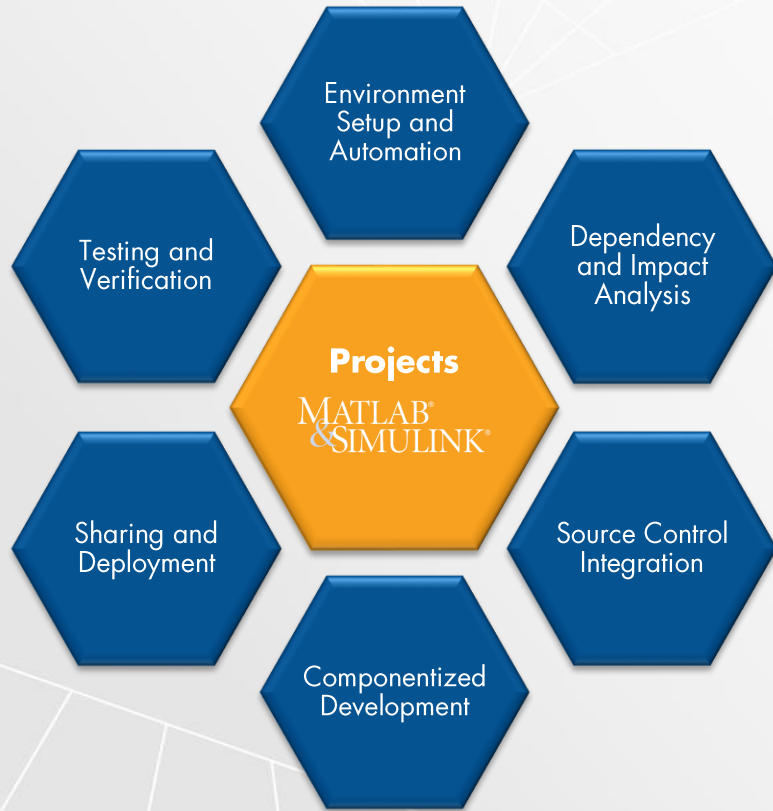 Environment
Setup and
Automation
Testing and
Verification
Dependency
and Impact
Analysis
Projects
MATLAB®
&SIMULINK®
Sharing and
Deployment
Source Control
Integration
Componentized
Development